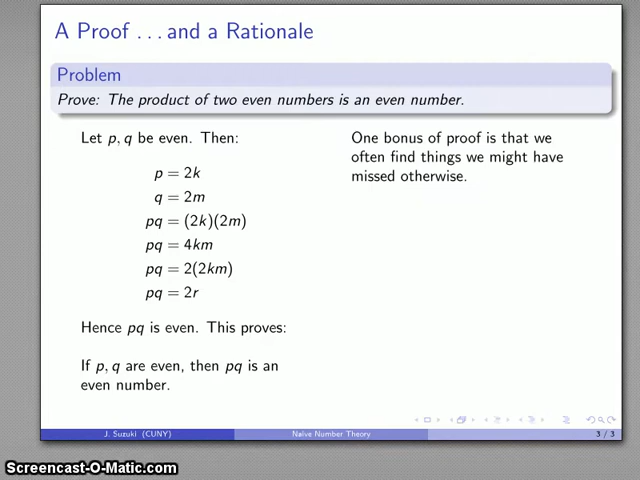 A Proof ... and a Rationale
Problem
Prove: The product of two even numbers is an even number.
Let p, q be even. Then:
p = 2k
q = 2m
pq = (2k)(2m)
pq = 4km
pq = 2(2km)
pq = 2r
Hence pq is even. This proves:
If p, q are even, then pq is an
even number.
One bonus of proof is that we
often find things we might have
missed otherwise.
J. Suzuki (CUNY)
Naïve Number Theory
3 / 3
Screencast-O-Matic.com